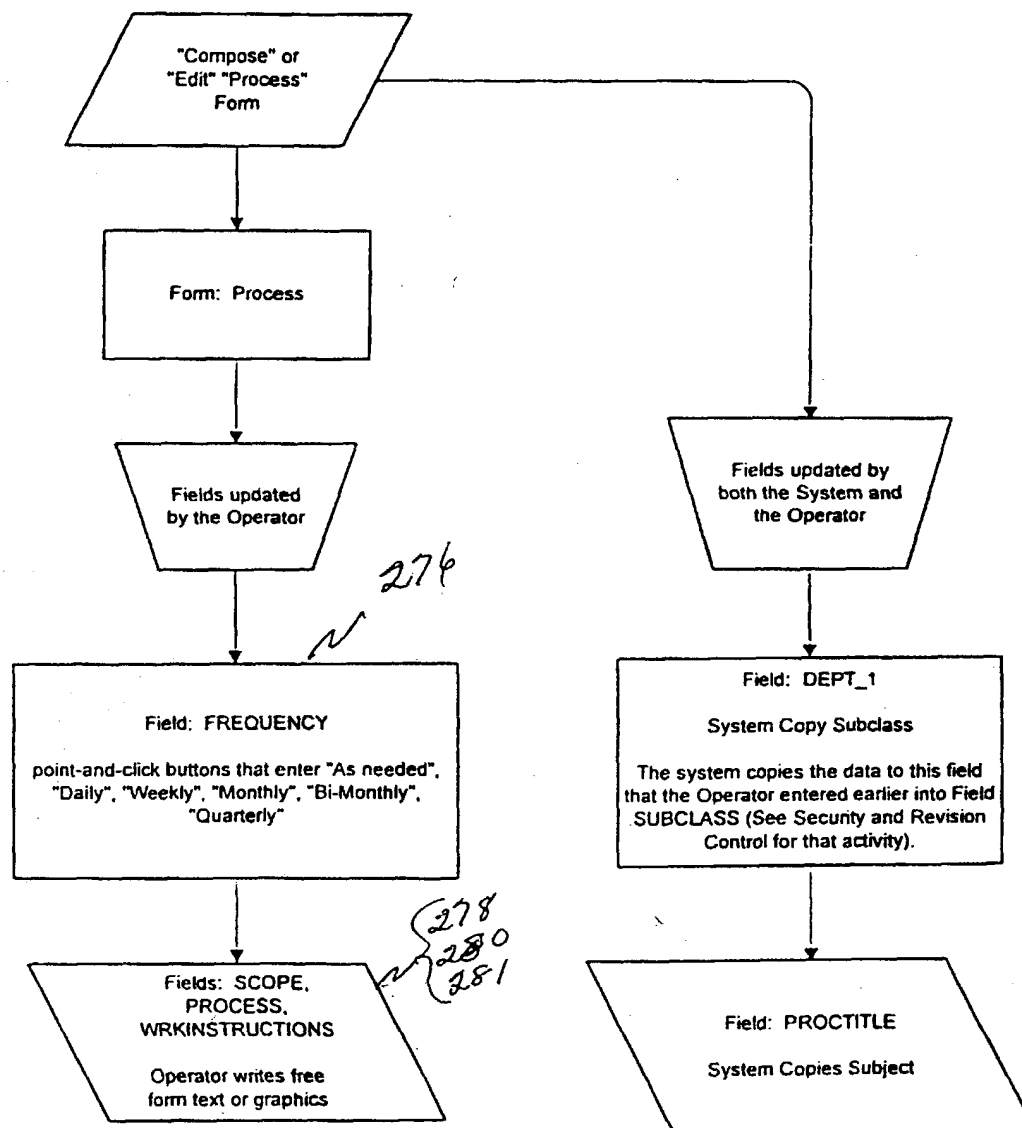 "Compose" or
"Edit" "Process"
Form
Form: Process
Fields updated
by the Operator
276
Field: FREQUENCY
point-and-click buttons that enter "As needed",
"Daily", "Weekly", "Monthly", "Bi-Monthly",
"Quarterly"
278
280
281
Fields: SCOPE,
PROCESS,
WRKINSTRUCTIONS
Operator writes free
form text or graphics
Fields updated by
both the System and
the Operator
Field: DEPT_1
System Copy Subclass
The system copies the data to this field
that the Operator entered earlier into Field
SUBCLASS (See Security and Revision
Control for that activity).
Field: PROCTITLE
System Copies Subject